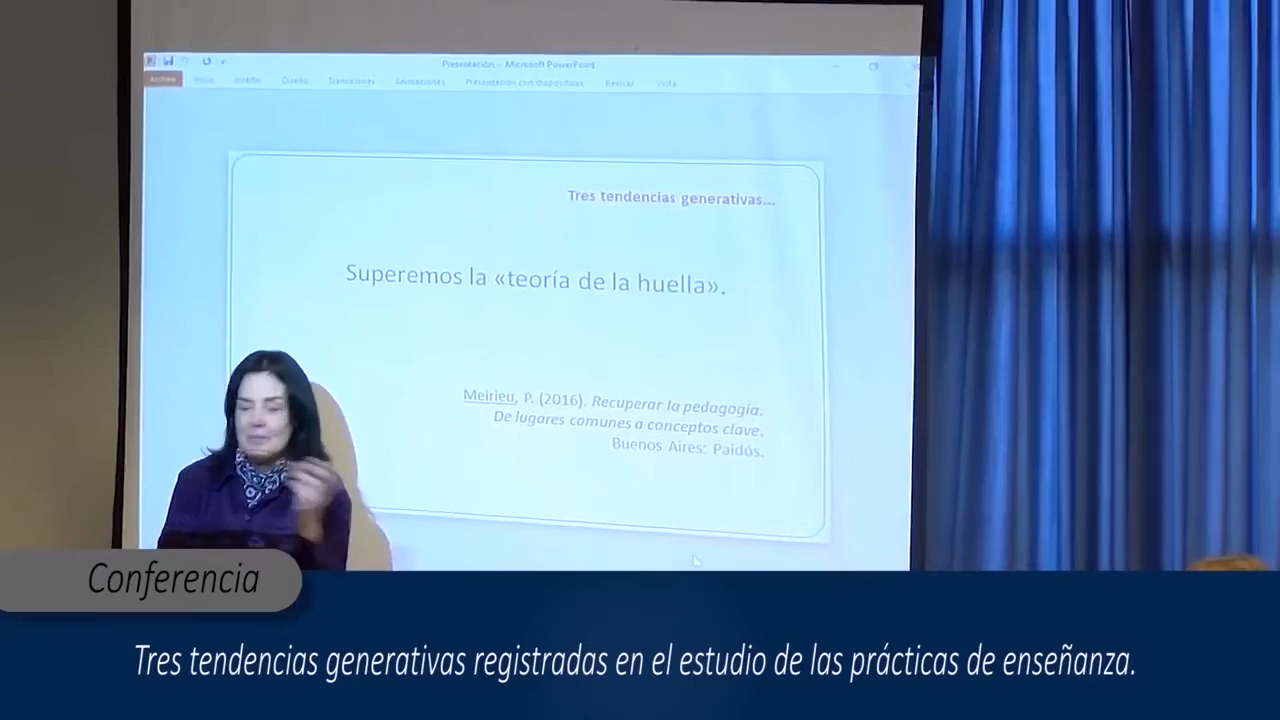 Presentación - Microsoft PowerPoint
Archivo Inicio Insertar Diseño Transiciones Animaciones Presentación con diapositivas Revisar Vista
Tres tendencias generativas...
Superemos la «teoría de la huella».
Meirieu, P. (2016). Recuperar la pedagogía.
De lugares comunes a conceptos clave.
Buenos Aires: Paidós.
Conferencia
Tres tendencias generativas registradas en el estudio de las prácticas de enseñanza.